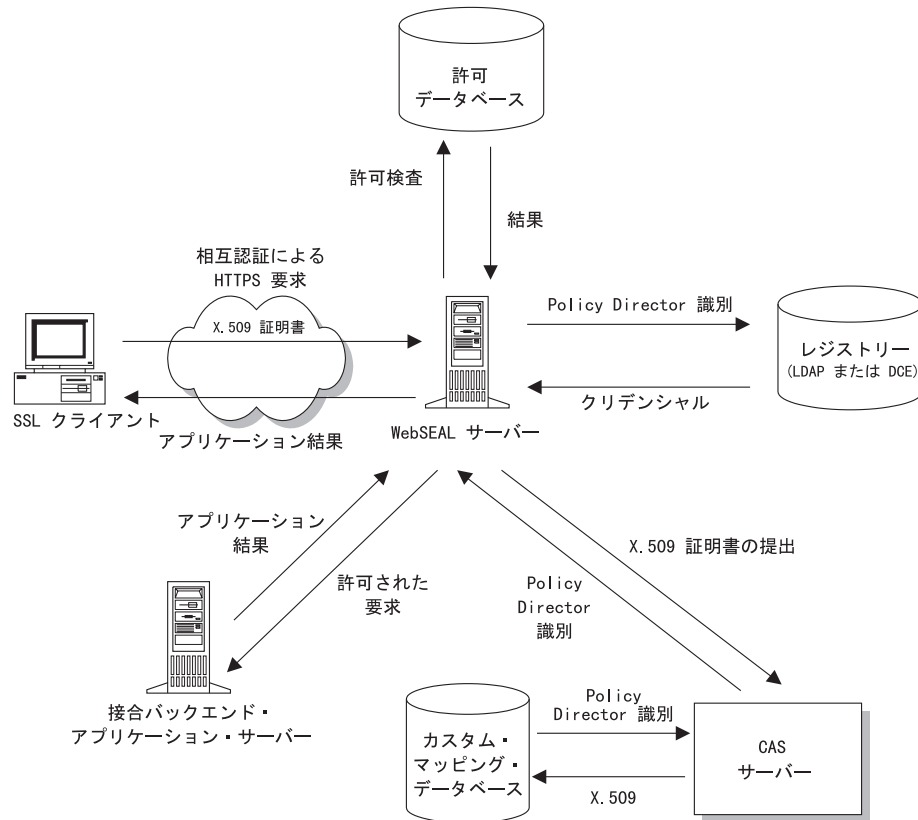 許可
データベース
許可検査
結果
相互認証による
HTTPS 要求
X.509 証明書
Policy Director 識別
レジストリー
(LDAP または DCE)
クリデンシャル
SSL クライアント
アプリケーション結果
WebSEAL サーバー
アプリケーション
結果
X.509 証明書の提出
許可された
要求
Policy
Director
識別
接合バックエンド・
アプリケーション・サーバー
Policy
Director 識別
カスタム・
マッピング・
データベース
CAS
サーバー
X.509